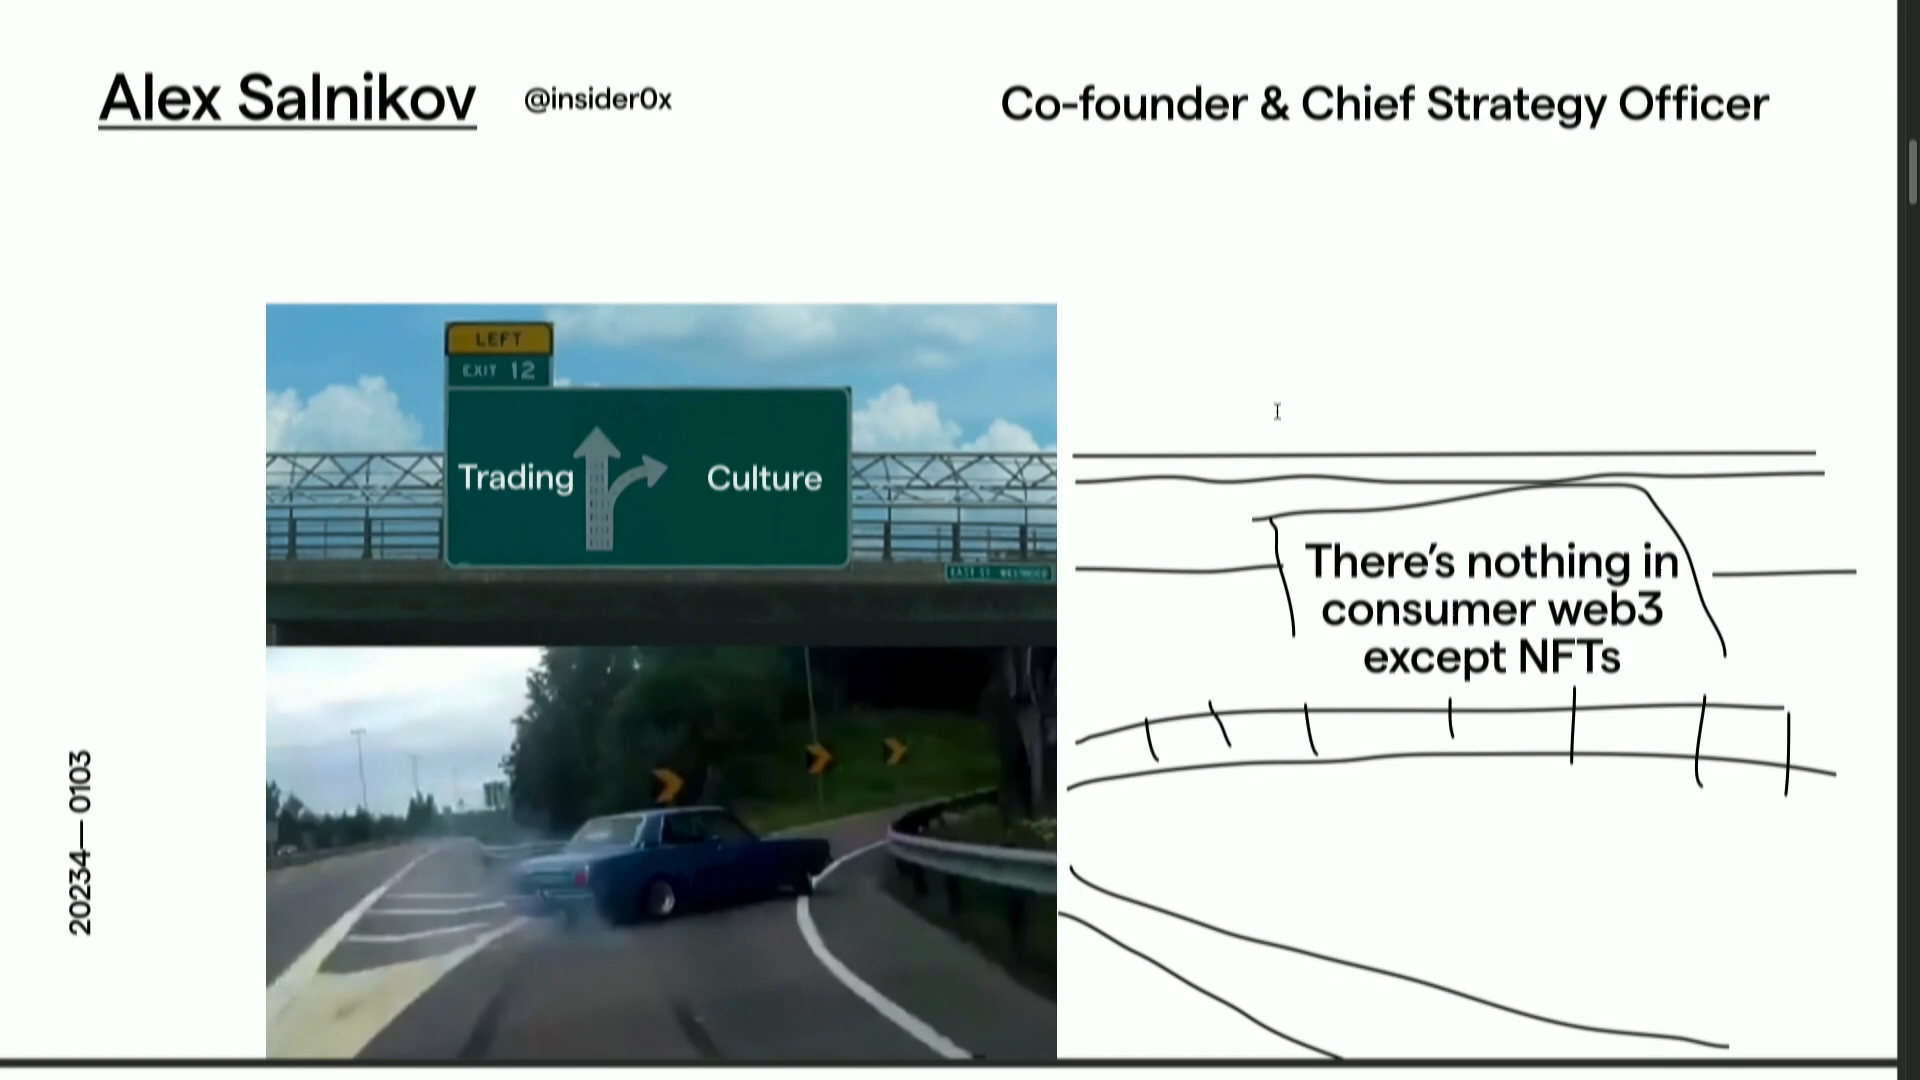 Alex Salnikov
@insider0x
Co-founder & Chief Strategy Officer
LEFT
EXIT 12
Trading
Culture
There's nothing in
consumer web3
except NFTs
20234— 0103